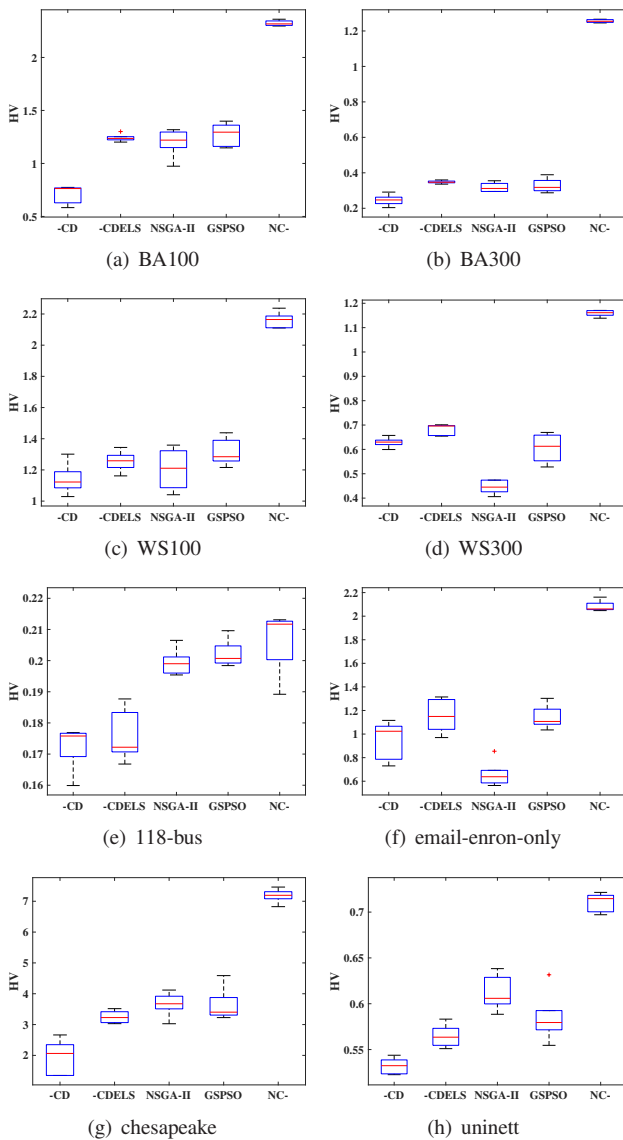 HV
2
1.5
1
0.5
-CD -CDELS NSGA-II GSPSO NC-
(a) BA100
HV
1.2
1
0.8
0.6
0.4
0.2
-CD -CDELS NSGA-II GSPSO NC-
(b) BA300
HV
2.2
2
1.8
1.6
1.4
1.2
1
-CD -CDELS NSGA-II GSPSO NC-
(c) WS100
HV
1.2
1.1
1
0.9
0.8
0.7
0.6
0.5
0.4
-CD -CDELS NSGA-II GSPSO NC-
(d) WS300
HV
0.22
0.21
0.2
0.19
0.18
0.17
0.16
-CD -CDELS NSGA-II GSPSO NC-
(e) 118-bus
HV
2.2
2
1.8
1.6
1.4
1.2
1
0.8
0.6
-CD -CDELS NSGA-II GSPSO NC-
(f) email-enron-only
HV
7
6
5
4
3
2
-CD -CDELS NSGA-II GSPSO NC-
(g) chesapeake
HV
0.7
0.65
0.6
0.55
-CD -CDELS NSGA-II GSPSO NC-
(h) uninett